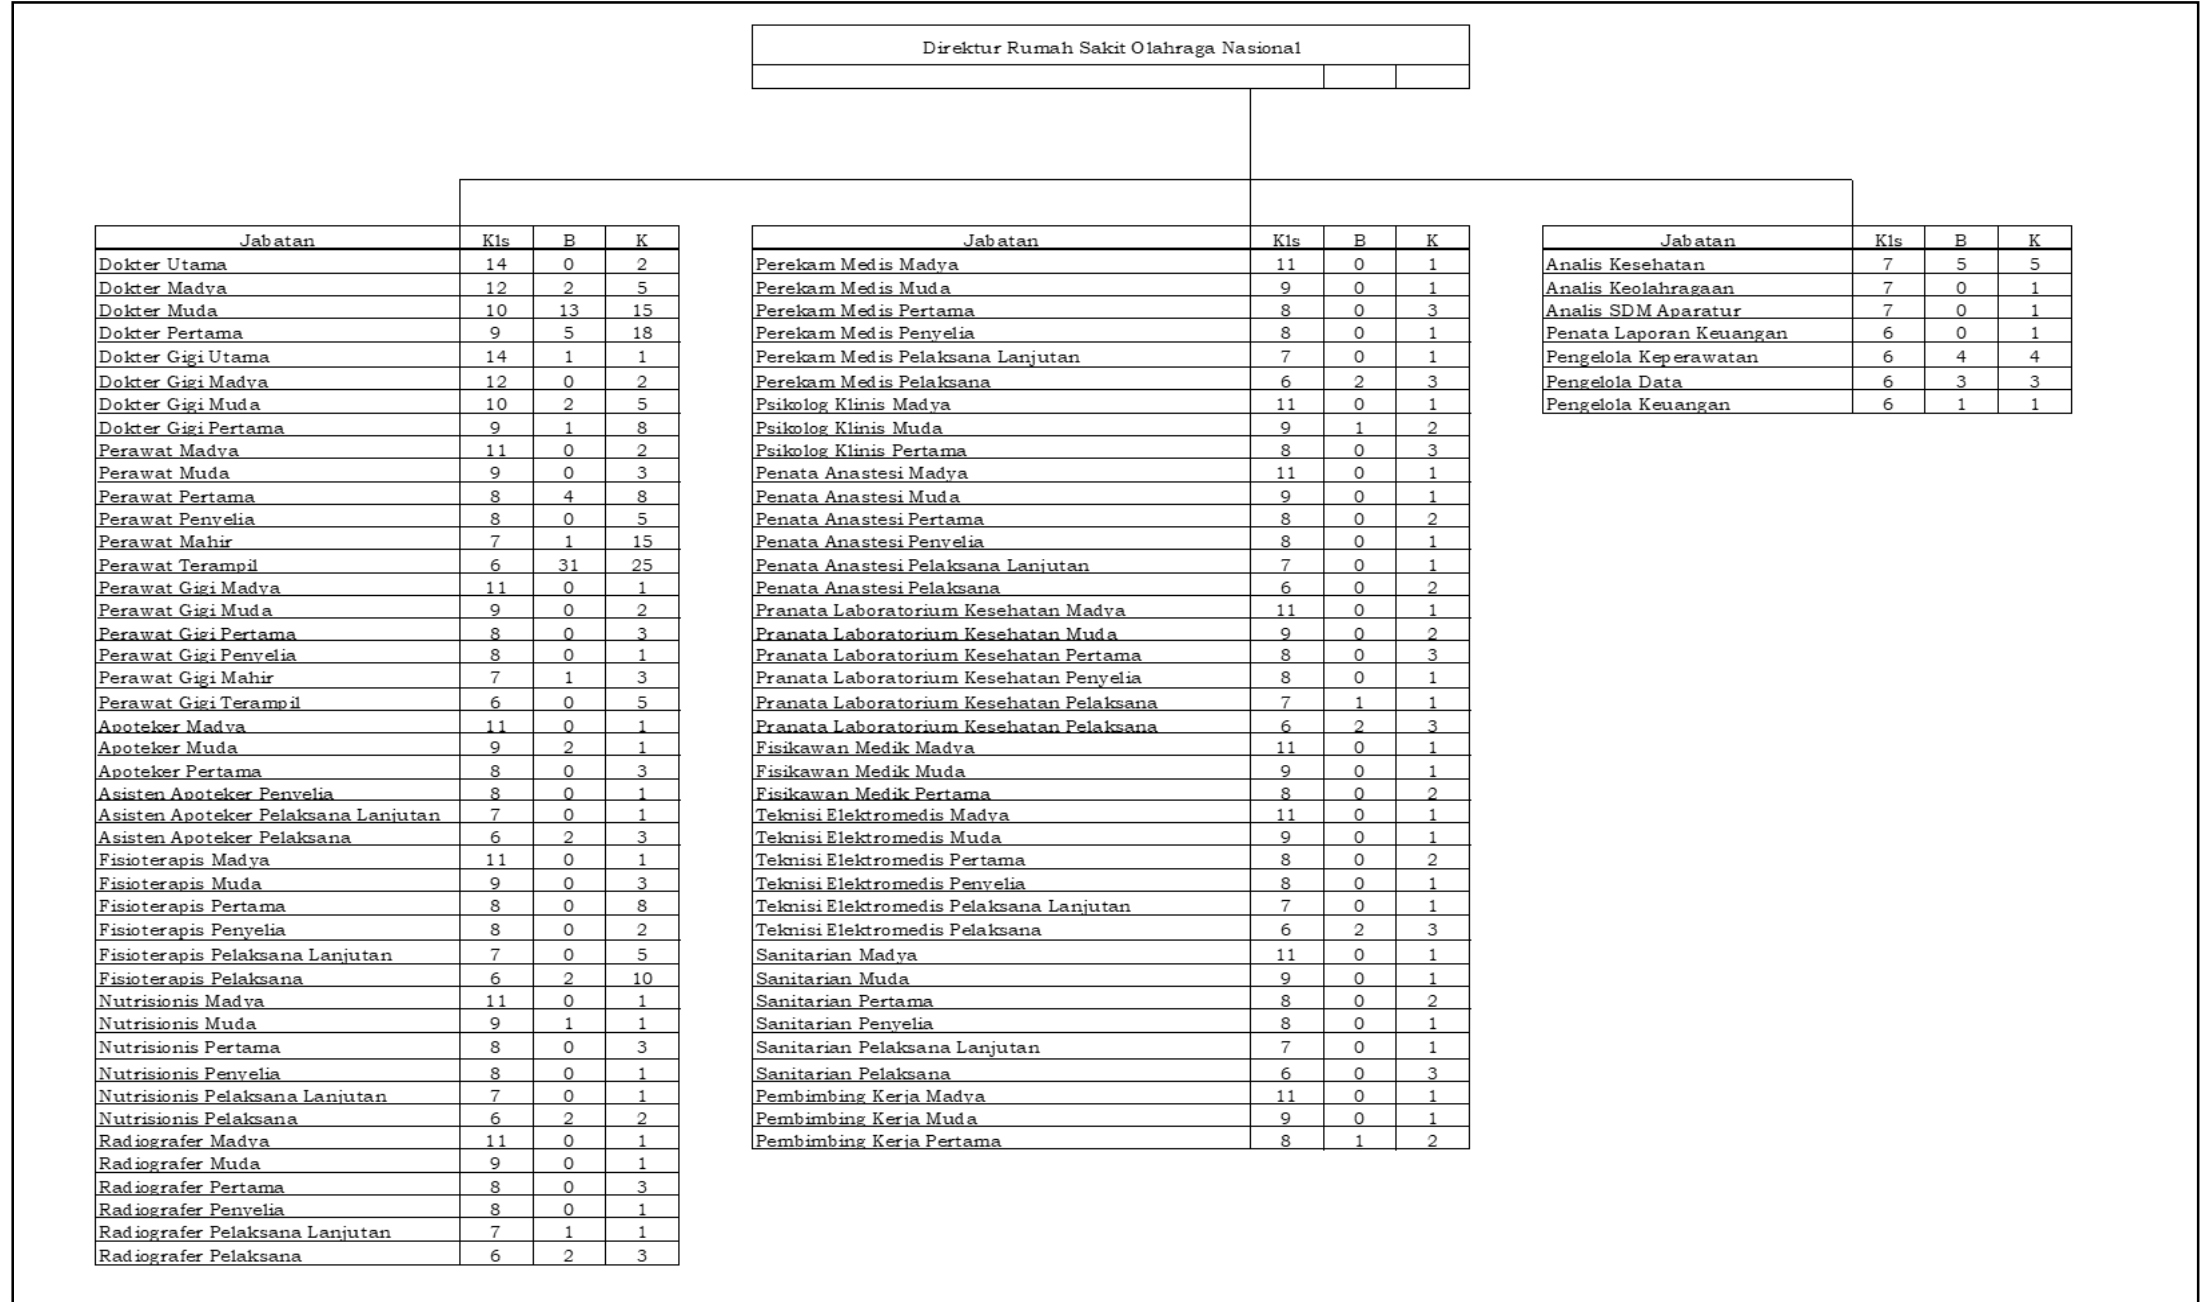 Direktur Rumah Sakit Olahraga Nasional
Jabatan Kls B K
Dokter Utama 14 0 2
Dokter Madya 12 2 5
Dokter Muda 10 13 15
Dokter Pertama 9 5 18
Dokter Gigi Utama 14 1 1
Dokter Gigi Madya 12 0 2
Dokter Gigi Muda 10 2 5
Dokter Gigi Pertama 9 1 8
Perawat Madya 11 0 2
Perawat Muda 9 0 3
Perawat Pertama 8 4 8
Perawat Penyelia 8 0 5
Perawat Mahir 7 1 15
Perawat Terampil 6 31 25
Perawat Gigi Madya 11 0 1
Perawat Gigi Muda 9 0 2
Perawat Gigi Pertama 8 0 3
Perawat Gigi Penyelia 8 0 1
Perawat Gigi Mahir 7 1 3
Perawat Gigi Terampil 6 0 5
Apoteker Madya 11 0 1
Apoteker Muda 9 2 1
Apoteker Pertama 8 0 3
Asisten Apoteker Penyelia 8 0 1
Asisten Apoteker Pelaksana Lanjutan 7 0 1
Asisten Apoteker Pelaksana 6 2 3
Fisioterapis Madya 11 0 1
Fisioterapis Muda 9 0 3
Fisioterapis Pertama 8 0 8
Fisioterapis Penyelia 8 0 2
Fisioterapis Pelaksana Lanjutan 7 0 5
Fisioterapis Pelaksana 6 2 10
Nutrisionis Madya 11 0 1
Nutrisionis Muda 9 1 1
Nutrisionis Pertama 8 0 3
Nutrisionis Penyelia 8 0 1
Nutrisionis Pelaksana Lanjutan 7 0 1
Nutrisionis Pelaksana 6 2 2
Radiografer Madya 11 0 1
Radiografer Muda 9 0 1
Radiografer Pertama 8 0 3
Radiografer Penyelia 8 0 1
Radiografer Pelaksana Lanjutan 7 1 1
Radiografer Pelaksana 6 2 3
Jabatan Kls B K
Perekam Medis Madya 11 0 1
Perekam Medis Muda 9 0 1
Perekam Medis Pertama 8 0 3
Perekam Medis Penyelia 8 0 1
Perekam Medis Pelaksana Lanjutan 7 0 1
Perekam Medis Pelaksana 6 2 3
Psikolog Klinis Madya 11 0 1
Psikolog Klinis Muda 9 1 2
Psikolog Klinis Pertama 8 0 3
Penata Anastesi Madya 11 0 1
Penata Anastesi Muda 9 0 1
Penata Anastesi Pertama 8 0 2
Penata Anastesi Penyelia 8 0 1
Penata Anastesi Pelaksana Lanjutan 7 0 1
Penata Anastesi Pelaksana 6 0 2
Pranata Laboratorium Kesehatan Madya 11 0 1
Pranata Laboratorium Kesehatan Muda 9 0 2
Pranata Laboratorium Kesehatan Pertama 8 0 3
Pranata Laboratorium Kesehatan Penyelia 8 0 1
Pranata Laboratorium Kesehatan Pelaksana 7 1 1
Pranata Laboratorium Kesehatan Pelaksana 6 2 3
Fisikawan Medik Madya 11 0 1
Fisikawan Medik Muda 9 0 1
Fisikawan Medik Pertama 8 0 2
Teknisi Elektromedis Madya 11 0 1
Teknisi Elektromedis Muda 9 0 1
Teknisi Elektromedis Pertama 8 0 2
Teknisi Elektromedis Penyelia 8 0 1
Teknisi Elektromedis Pelaksana Lanjutan 7 0 1
Teknisi Elektromedis Pelaksana 6 2 3
Sanitarian Madya 11 0 1
Sanitarian Muda 9 0 1
Sanitarian Pertama 8 0 2
Sanitarian Penyelia 8 0 1
Sanitarian Pelaksana Lanjutan 7 0 1
Sanitarian Pelaksana 6 0 3
Pembimbing Kerja Madya 11 0 1
Pembimbing Kerja Muda 9 0 1
Pembimbing Kerja Pertama 8 1 2
Jabatan Kls B K
Analis Kesehatan 7 5 5
Analis Keolahragaan 7 0 1
Analis SDM Aparatur 7 0 1
Penata Laporan Keuangan 6 0 1
Pengelola Keperawatan 6 4 4
Pengelola Data 6 3 3
Pengelola Keuangan 6 1 1